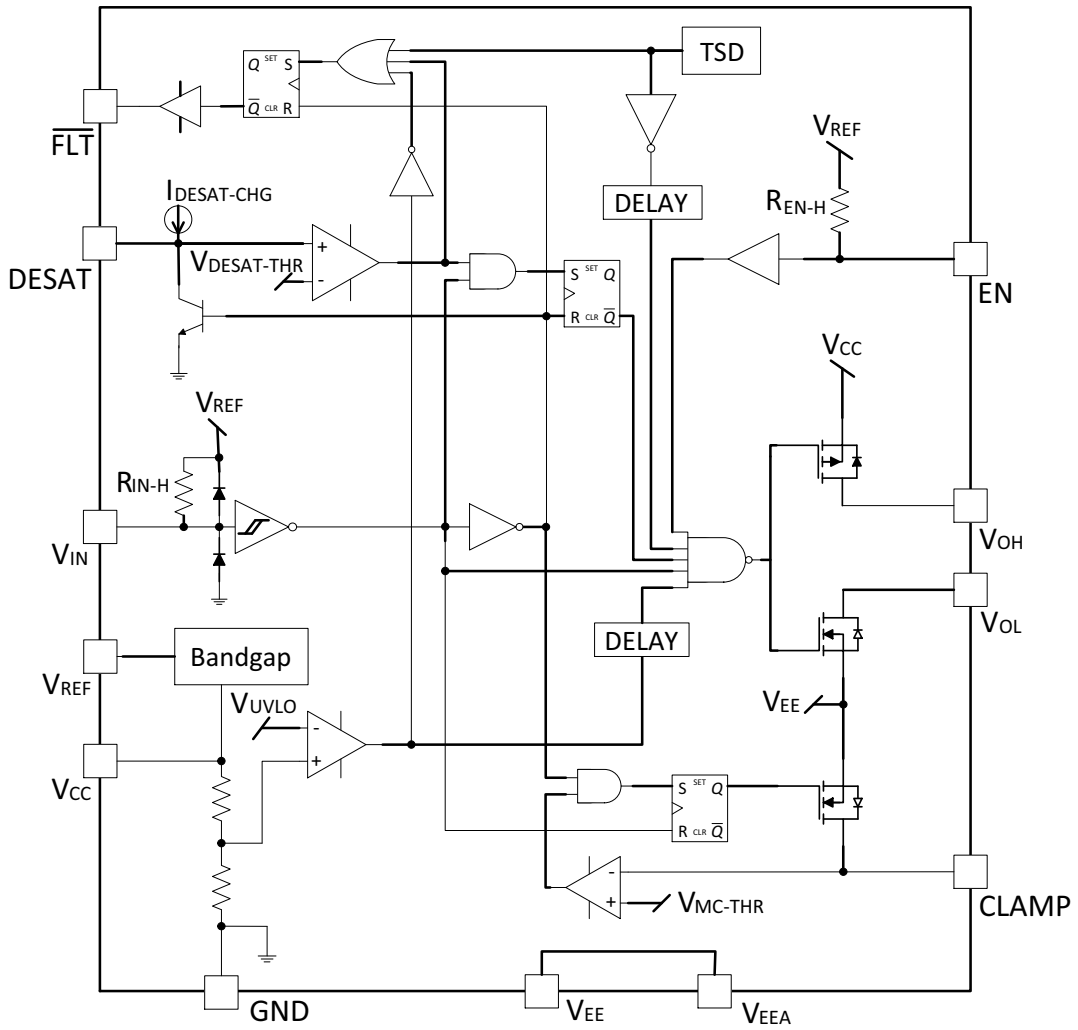 Q SET S
TSD
Q CLR R
FLT
VREF
IDESAT-CHG
DELAY
REN-H
DESAT
VDESAT-THR
+
-
S SET Q
R CLR Q
EN
VCC
VREF
RIN-H
VIN
VOH
VOL
DELAY
Bandgap
VREF
VUVLO
-
+
VEE
VCC
S SET Q
R CLR Q
-
+
VMC-THR
CLAMP
GND
VEE
VEEA